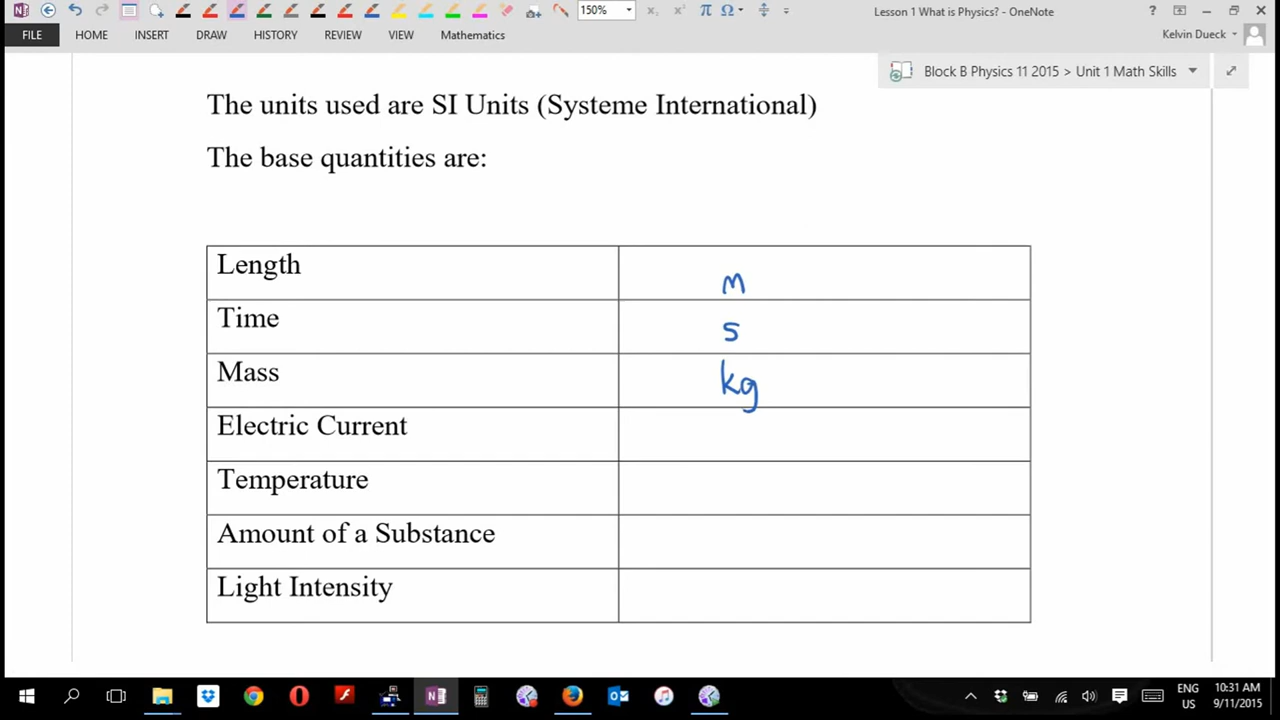 150% x x π Ω Lesson 1 What is Physics? - OneNote ?
FILE HOME INSERT DRAW HISTORY REVIEW VIEW Mathematics Kelvin Dueck
Block B Physics 11 2015 > Unit 1 Math Skills
The units used are SI Units (Systeme International)
The base quantities are:
Length m
Time s
Mass kg
Electric Current
Temperature
Amount of a Substance
Light Intensity
ENG 10:31 AM
US 9/11/2015